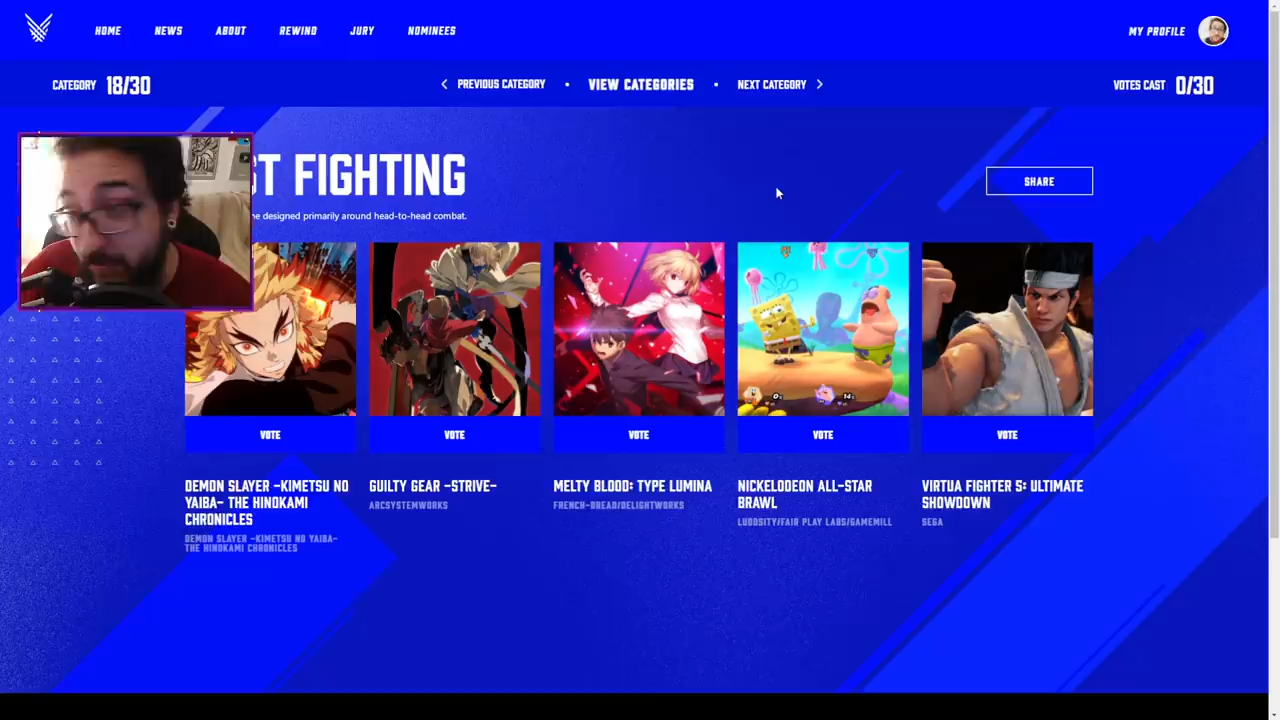 HOME NEWS ABOUT REWIND JURY NOMINEES MY PROFILE
CATEGORY 18/30 PREVIOUS CATEGORY • VIEW CATEGORIES • NEXT CATEGORY VOTES CAST 0/30
FIGHTING
SHARE
designed primarily around head-to-head combat.
VOTE VOTE VOTE VOTE VOTE
DEMON SLAYER -KIMETSU NO YAIBA- THE HINOKAMI CHRONICLES
DEMON SLAYER -KIMETSU NO YAIBA- THE HINOKAMI CHRONICLES
GUILTY GEAR -STRIVE-
ARCSYSTEMWORKS
MELTY BLOOD: TYPE LUMINA
FRENCH-BREAD/DELIGHTWORKS
NICKELODEON ALL-STAR BRAWL
LUDOSITY/FAIR PLAY LABS/GAMEMILL
VIRTUA FIGHTER 5: ULTIMATE SHOWDOWN
SEGA